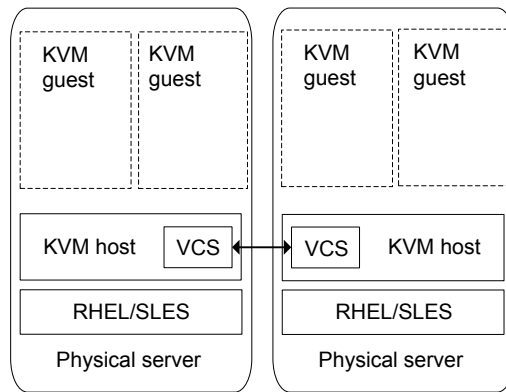 KVM
guest
KVM
guest
KVM host
VCS
RHEL/SLES
Physical server
KVM
guest
KVM
guest
VCS
KVM host
RHEL/SLES
Physical server